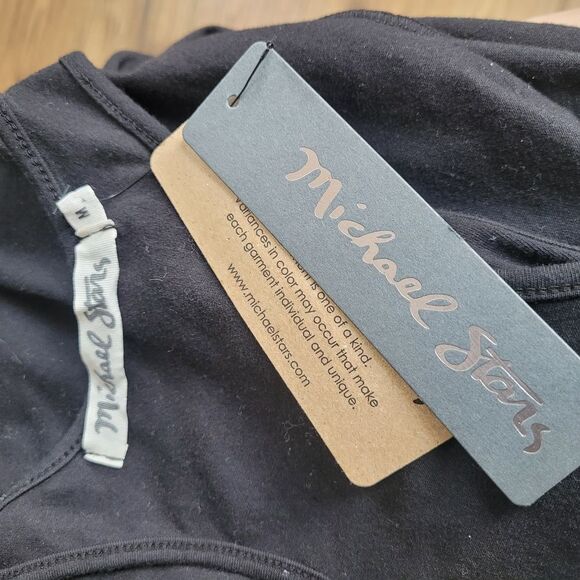 Michael Stars
is one of a kind.
variances in color may occur that make
each garment individual and unique.
www.michaelstars.com
M
Michael Stars